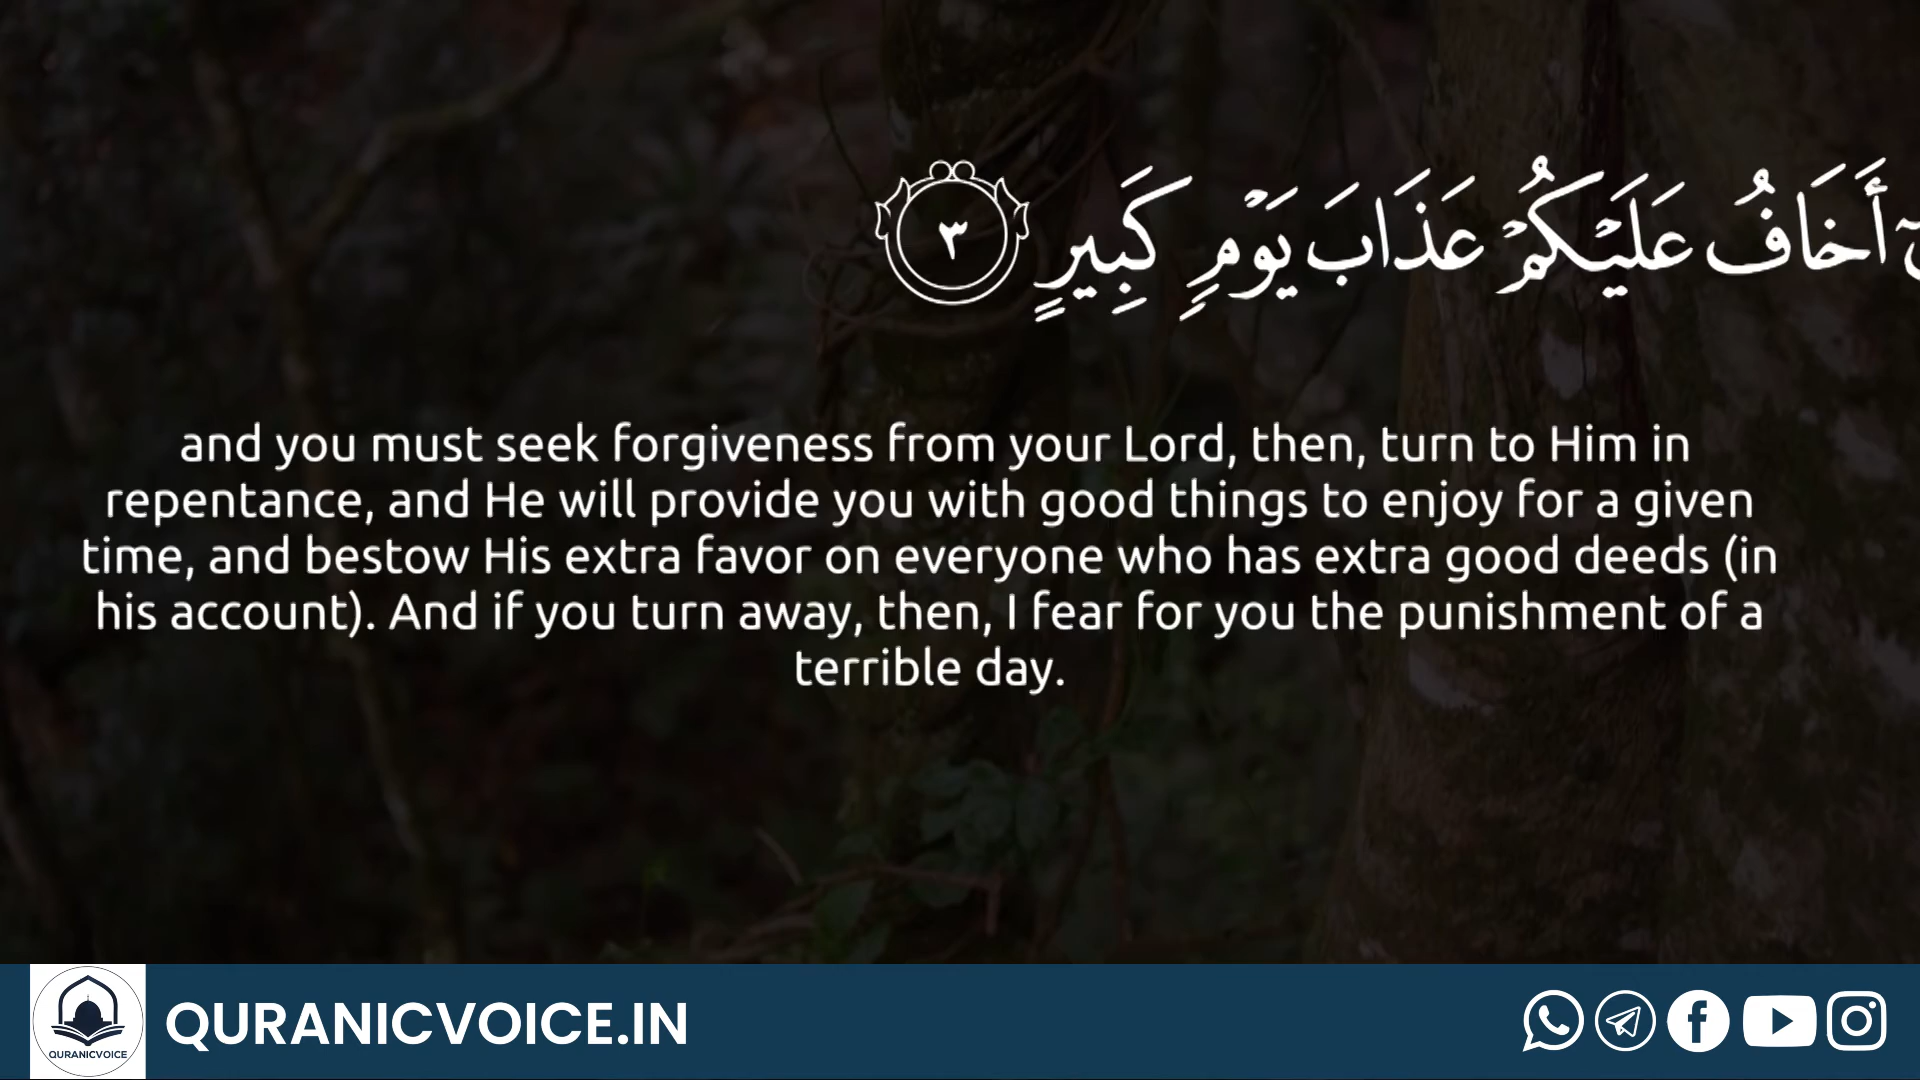 أَخَافُ عَلَيْكُمْ عَذَابَ يَوْمٍ كَبِيرٍ ٣
and you must seek forgiveness from your Lord, then, turn to Him in
repentance, and He will provide you with good things to enjoy for a given
time, and bestow His extra favor on everyone who has extra good deeds (in
his account). And if you turn away, then, I fear for you the punishment of a
terrible day.
QURANICVOICE
QURANICVOICE.IN